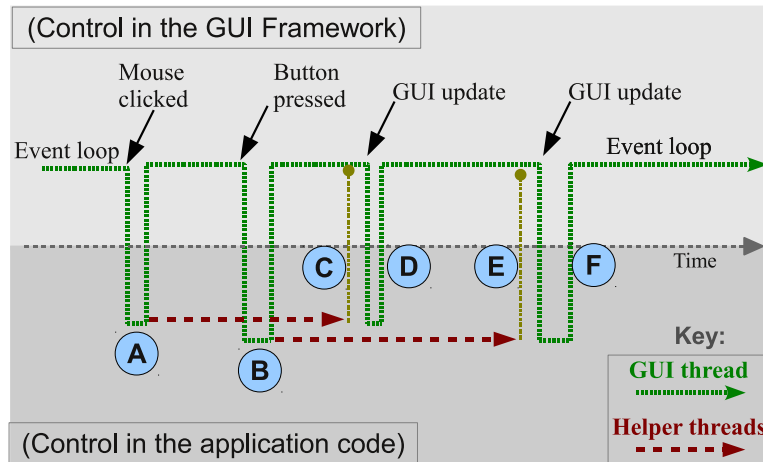 (Control in the GUI Framework)
Mouse
clicked
Button
pressed
GUI update
GUI update
Event loop
Event loop
C
D
E
F
Time
A
B
Key:
GUI thread
Helper threads
(Control in the application code)